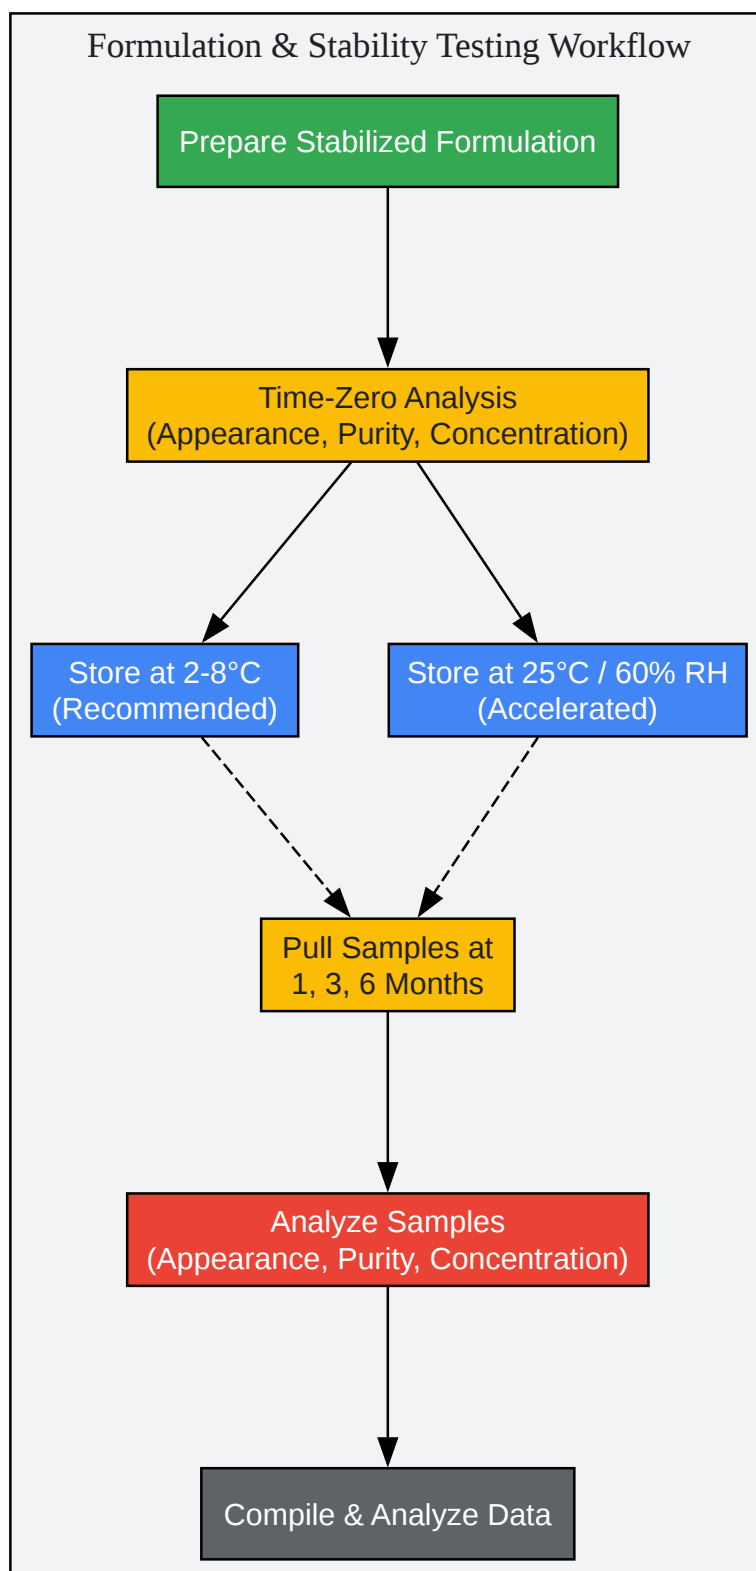 Formulation & Stability Testing Workflow
Prepare Stabilized Formulation
Time-Zero Analysis
(Appearance, Purity, Concentration)
Store at 2-8°C
(Recommended)
Store at 25°C / 60% RH
(Accelerated)
Pull Samples at
1, 3, 6 Months
Analyze Samples
(Appearance, Purity, Concentration)
Compile & Analyze Data